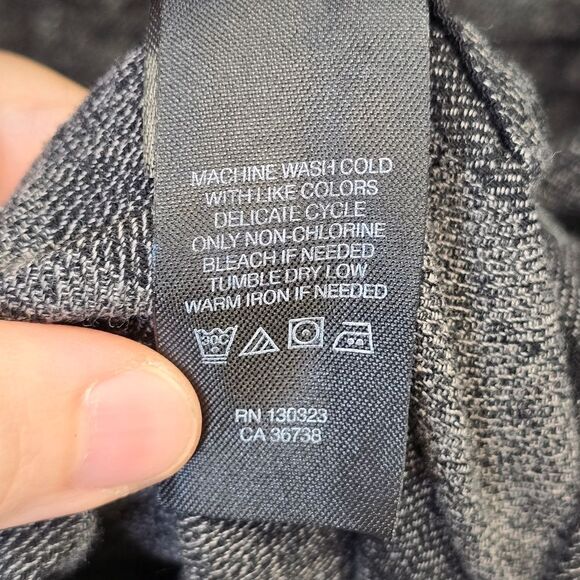 MACHINE WASH COLD
WITH LIKE COLORS
DELICATE CYCLE
ONLY NON-CHLORINE
BLEACH IF NEEDED
TUMBLE DRY LOW
WARM IRON IF NEEDED
30C
RN 130323
CA 36738